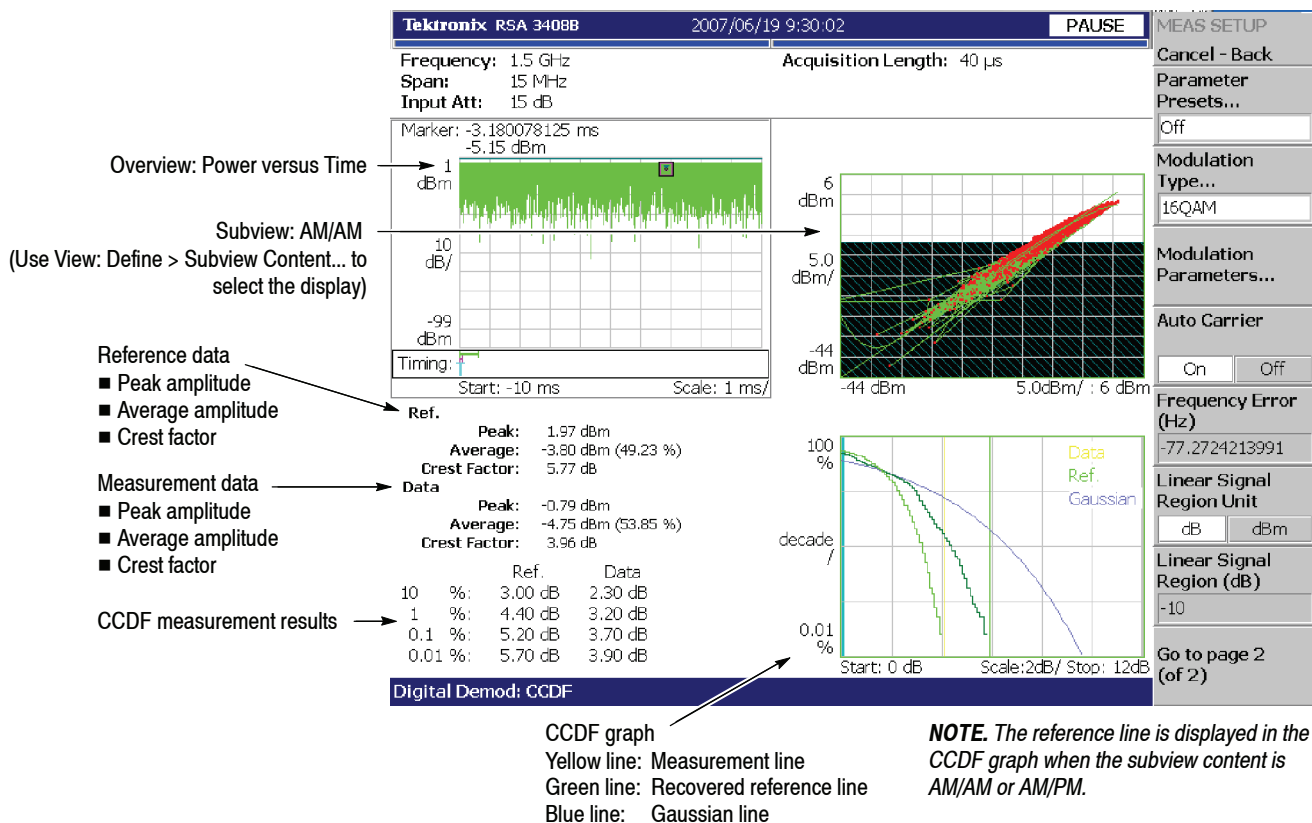 Tektronix RSA 3408B 2007/06/19 9:30:02 PAUSE
Frequency: 1.5 GHz
Span: 15 MHz
Input Att: 15 dB
Acquisition Length: 40 µs
Overview: Power versus Time
Subview: AM/AM
(Use View: Define > Subview Content... to
select the display)
Reference data
■ Peak amplitude
■ Average amplitude
■ Crest factor
Measurement data
■ Peak amplitude
■ Average amplitude
■ Crest factor
CCDF measurement results
Marker: -3.180078125 ms
-5.15 dBm
1
dBm
10
dB/
-99
dBm
Timing:
Start: -10 ms Scale: 1 ms/
6
dBm
5.0
dBm/
-44
dBm
-44 dBm 5.0dBm/ : 6 dBm
Ref.
Peak: 1.97 dBm
Average: -3.80 dBm (49.23 %)
Crest Factor: 5.77 dB
Data
Peak: -0.79 dBm
Average: -4.75 dBm (53.85 %)
Crest Factor: 3.96 dB
Ref. Data
10 %: 3.00 dB 2.30 dB
1 %: 4.40 dB 3.20 dB
0.1 %: 5.20 dB 3.70 dB
0.01 %: 5.70 dB 3.90 dB
100
%
decade
/
0.01
%
Data
Ref.
Gaussian
Start: 0 dB Scale:2dB/ Stop: 12dB
Digital Demod: CCDF
MEAS SETUP
Cancel - Back
Parameter
Presets...
Off
Modulation
Type...
16QAM
Modulation
Parameters...
Auto Carrier
On Off
Frequency Error
(Hz)
-77.2724213991
Linear Signal
Region Unit
dB dBm
Linear Signal
Region (dB)
-10
Go to page 2
(of 2)
CCDF graph
Yellow line: Measurement line
Green line: Recovered reference line
Blue line: Gaussian line
NOTE. The reference line is displayed in the
CCDF graph when the subview content is
AM/AM or AM/PM.